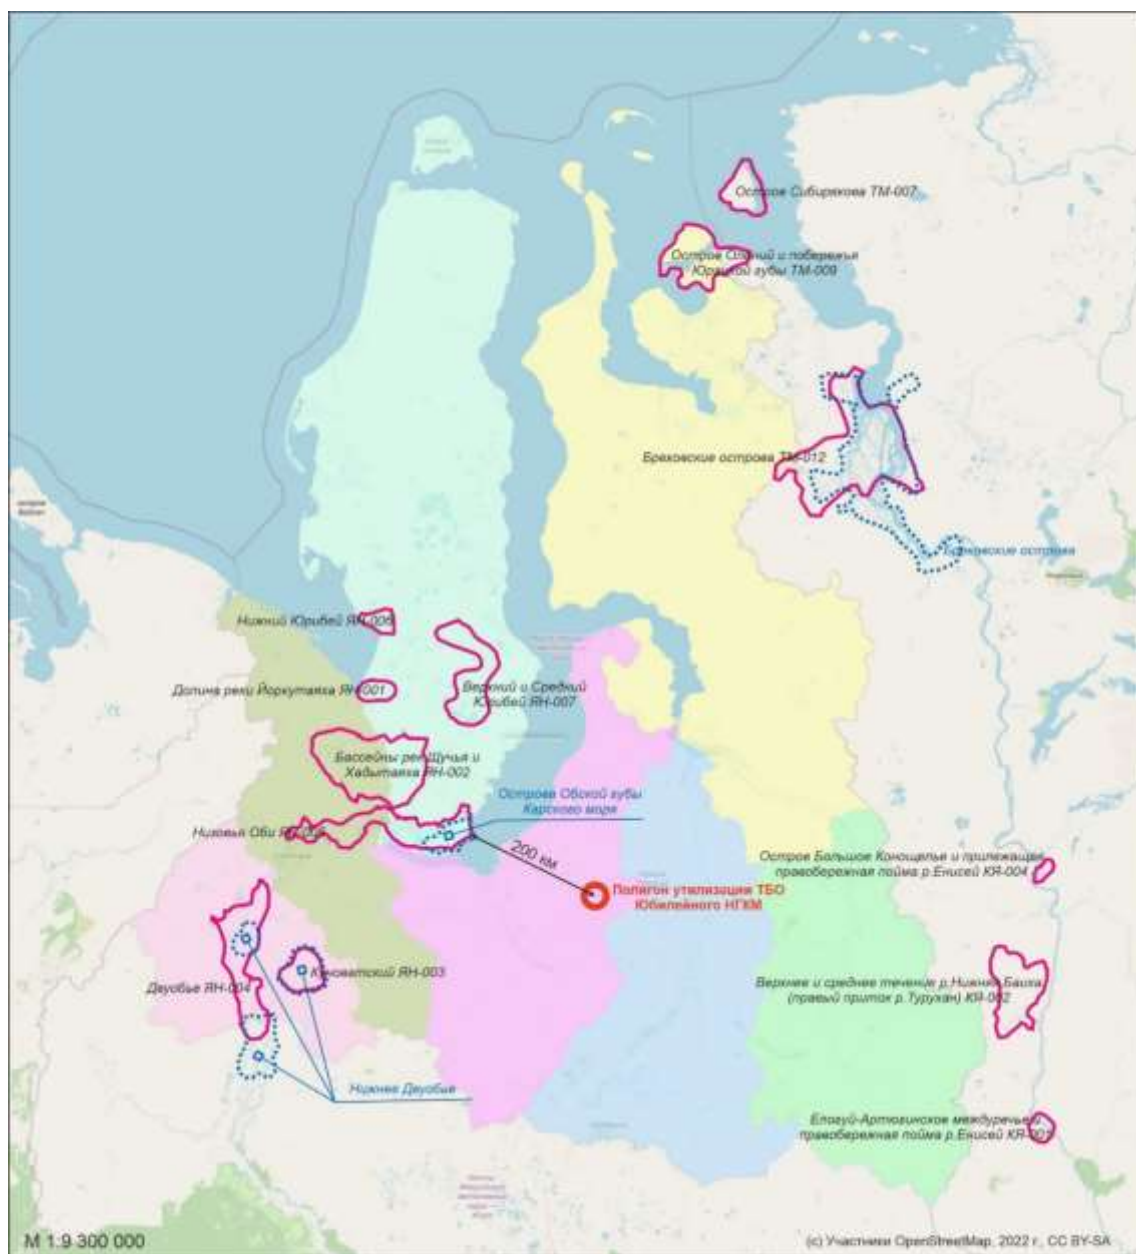 Остров Сибирякова ТМ-007
Остров Олений и побережья
Юрацкой губы ТМ-009
Бреховские острова ТМ-012
Бреховские острова
Нижний Юрибей ЯН-006
Долина реки Йоркутаяха ЯН-001
Верхний и Средний
Юрибей ЯН-007
Бассейны рек Щучья и
Хадытаяха ЯН-002
Острова Обской губы
Карского моря
Низовья Оби ЯН-
200 км
Остров Большое Конощелье и прилежащая
правобережная пойма р.Енисей КЯ-004
Полигон утилизации ТБО
Юбилейного НГКМ
Куноватский ЯН-003
Двуобье ЯН-004
Верхнее и среднее течение р.Нижняя Баиха
(правый приток р.Турухан) КЯ-002
Нижнее Двуобье
Елогуй-Артюгинское междуречье и
правобережная пойма р.Енисей КЯ-001
М 1:9 300 000
(c) Участники OpenStreetMap, 2022 г., CC BY-SA